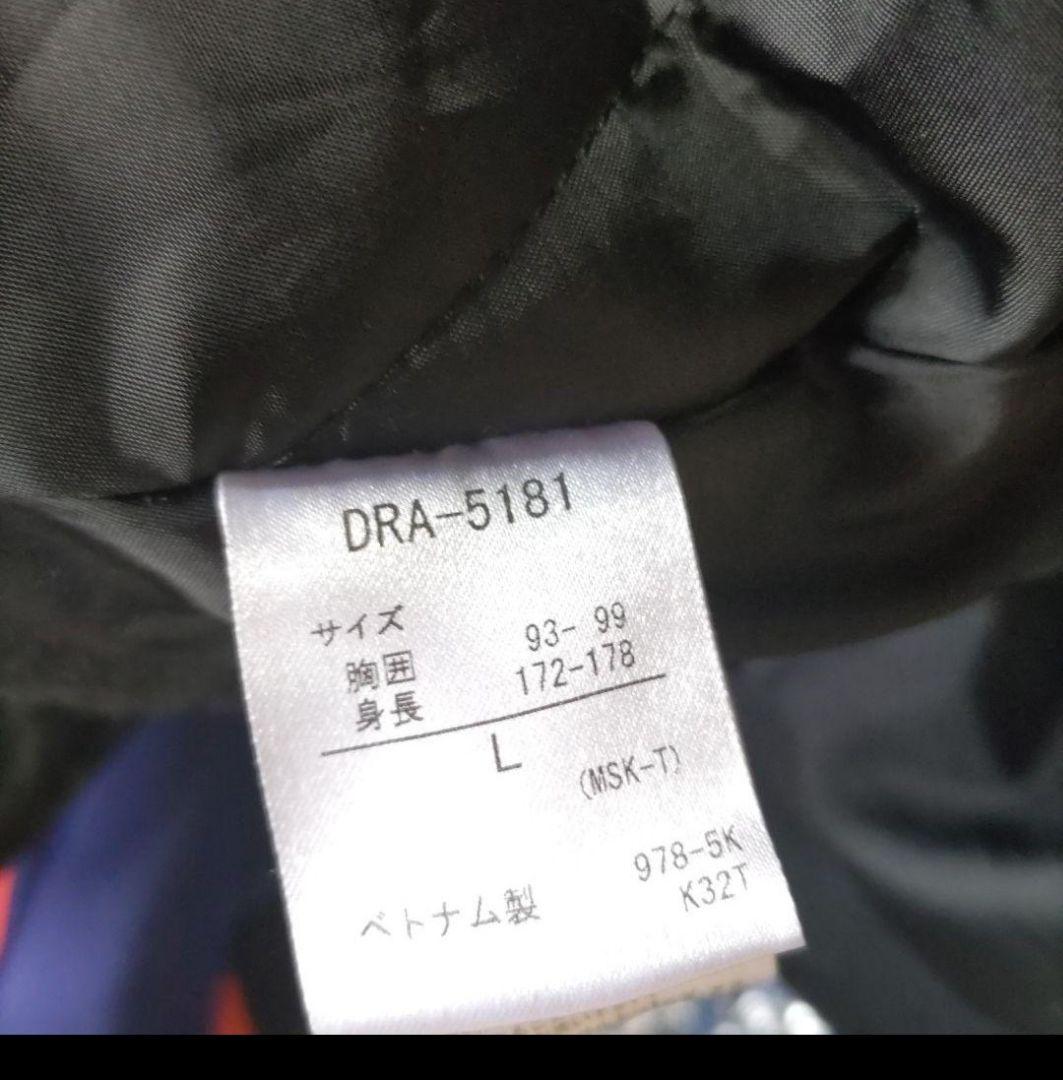 DRA-5181
サイズ
胸囲 93- 99
身長 172-178
L
(MSK-T)
978-5K
K32T
ベトナム製